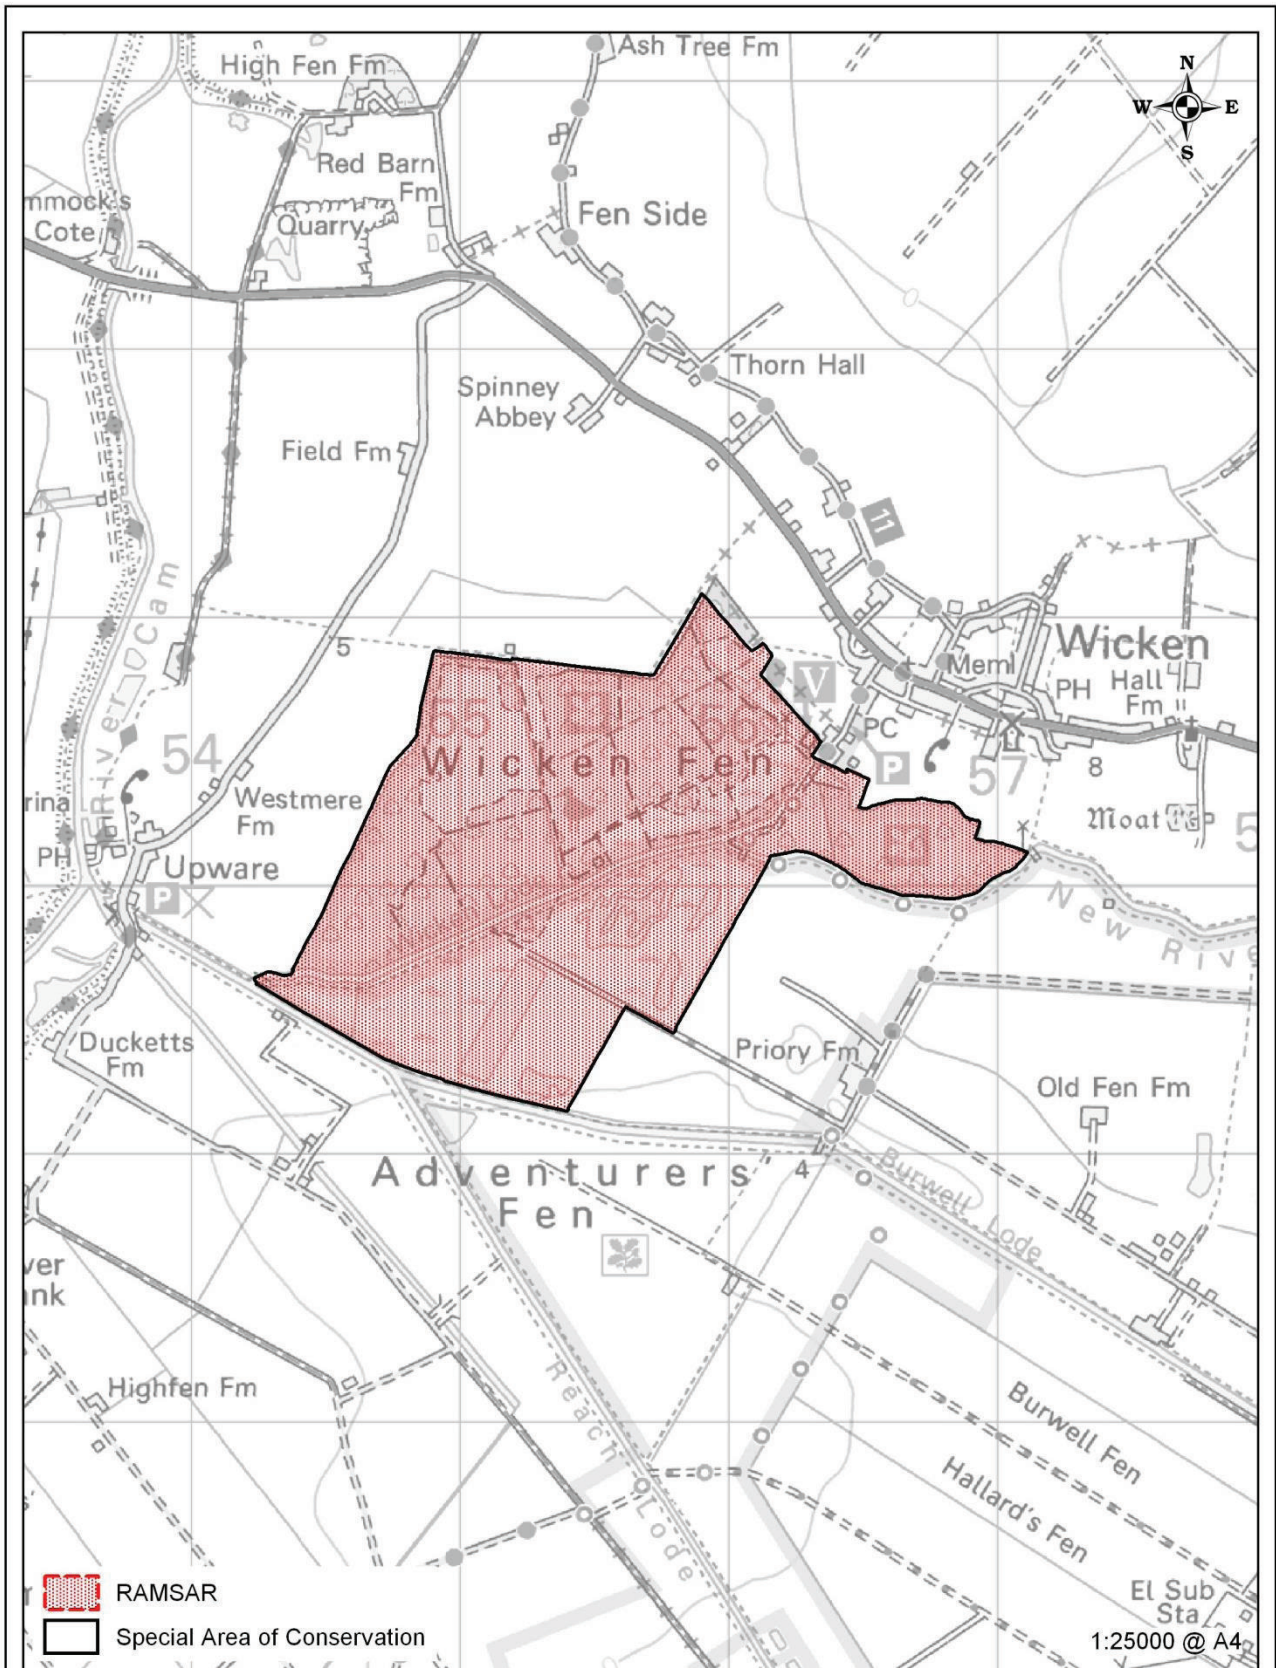 Ash Tree Fm
High Fen Fm
N
W E
S
Red Barn
Fm
mmock's
Cote
Quarry
Fen Side
Thorn Hall
Spinney
Abbey
Field Fm
11
River Cam
5
Wicken
Meml
PH
Hall
Fm
V
PC
P
55
56
54
Wicken Fen
57
8
Westmere
Fm
Moat
5
rina
PH
Upware
P
Lode
New Rive
Ducketts
Fm
Priory Fm
Old Fen Fm
Adventurers'
Fen
4
Burwell Lode
ver
ank
Reach Lode
Highfen Fm
Burwell Fen
Hallard's Fen
El Sub
Sta
RAMSAR
Special Area of Conservation
1:25000 @ A4